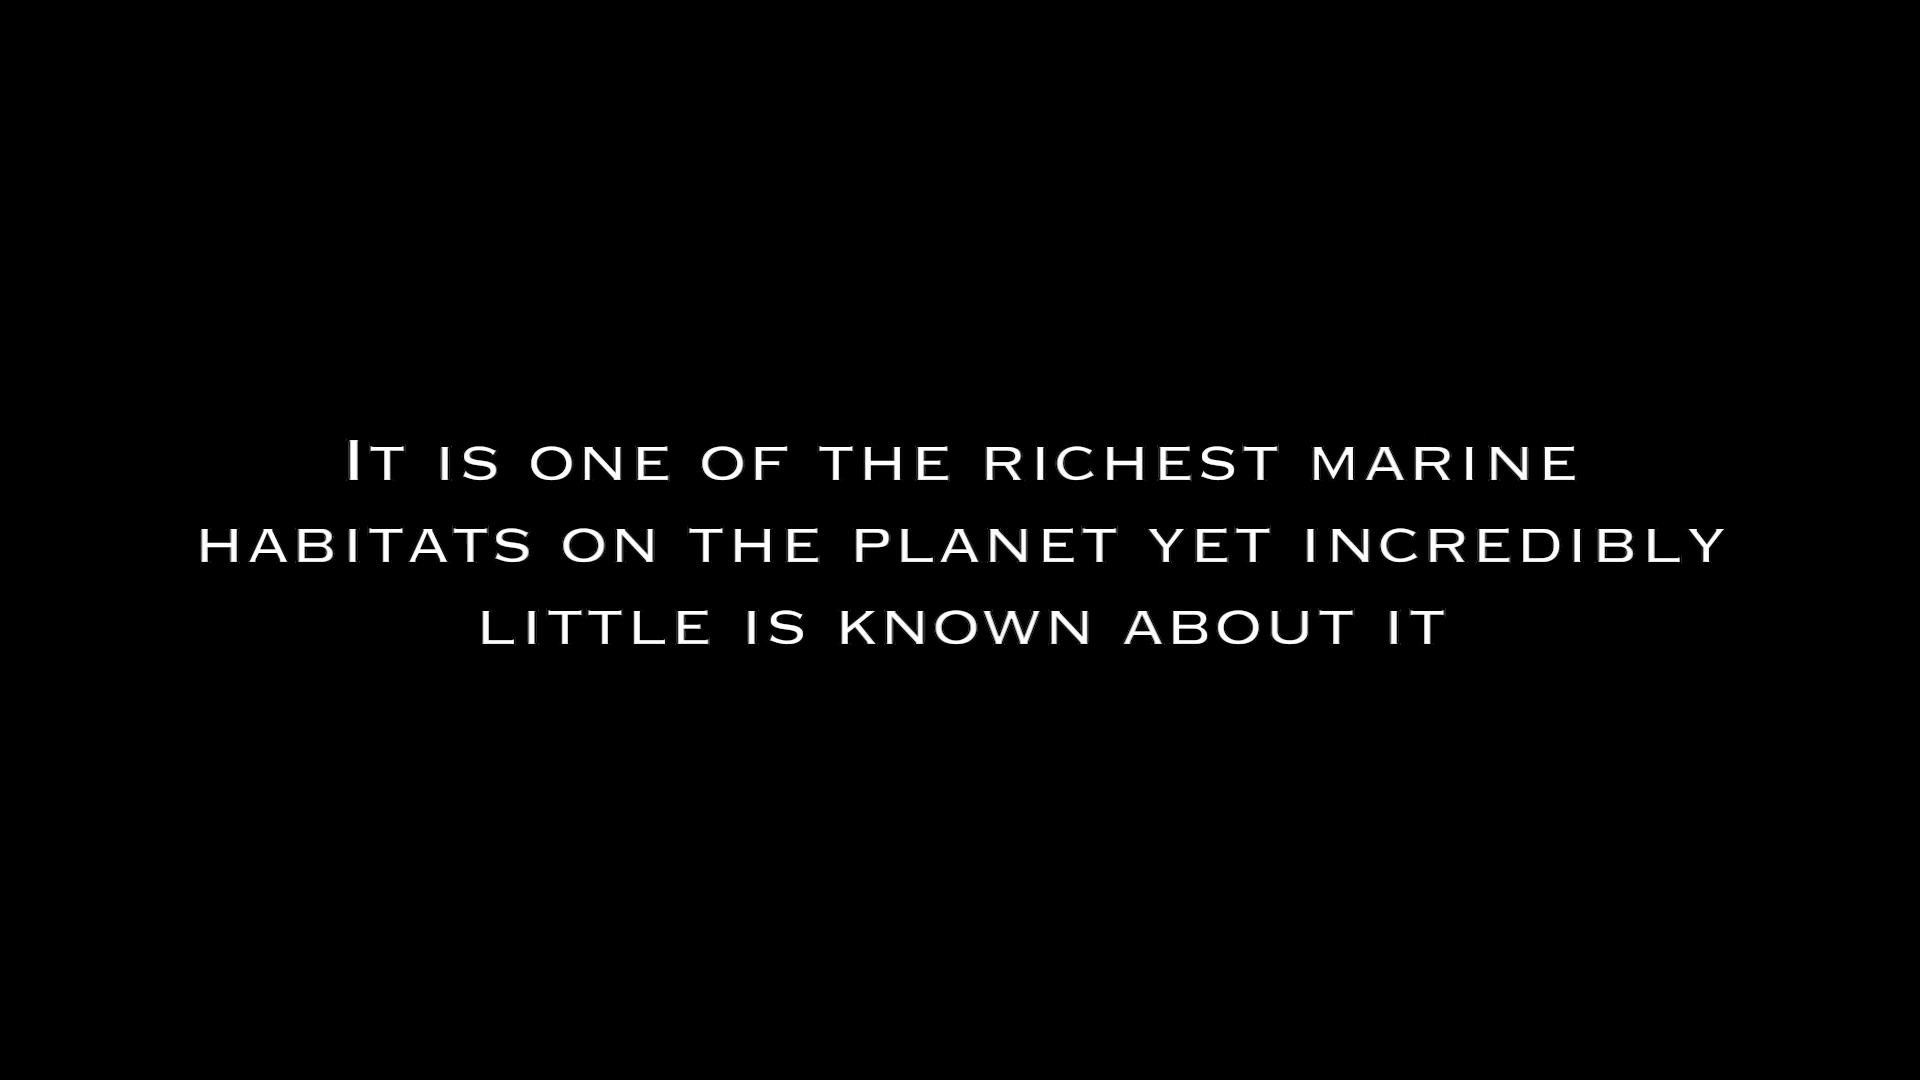 It is one of the richest marine
habitats on the planet yet incredibly
little is known about it